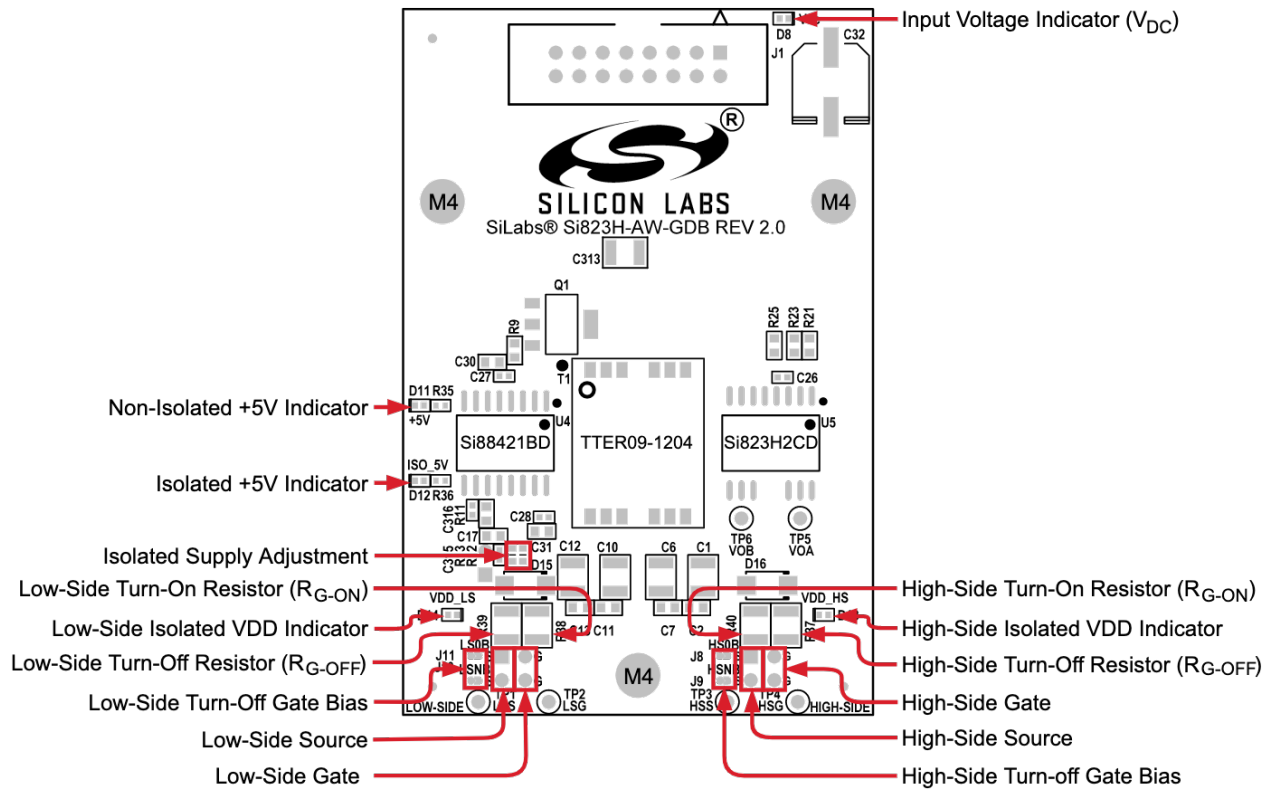 Input Voltage Indicator (VDC)
D8
C32
J1
®
M4
M4
SILICON LABS
SiLabs® Si823H-AW-GDB REV 2.0
C313
Q1
R9
R25
R23
R21
C30
C27
T1
C26
D11 R35
+5V
U4
U5
Non-Isolated +5V Indicator
Si88421BD
TTER09-1204
Si823H2CD
ISO_5V
D12 R36
Isolated +5V Indicator
C316
R11
C28
C17
C31
TP6
VOB
TP5
VOA
Isolated Supply Adjustment
D15
C12
C10
C6
C1
D16
Low-Side Turn-On Resistor (RG-ON)
High-Side Turn-On Resistor (RG-ON)
VDD_LS
VDD_HS
R39
C11
C7
R40
Low-Side Isolated VDD Indicator
High-Side Isolated VDD Indicator
Low-Side Turn-Off Resistor (RG-OFF)
High-Side Turn-Off Resistor (RG-OFF)
J11
J8
J9
M4
Low-Side Turn-Off Gate Bias
High-Side Gate
LOW-SIDE
TP2
LSG
TP3
HSS
TP4
HSG
HIGH-SIDE
Low-Side Source
High-Side Source
Low-Side Gate
High-Side Turn-off Gate Bias